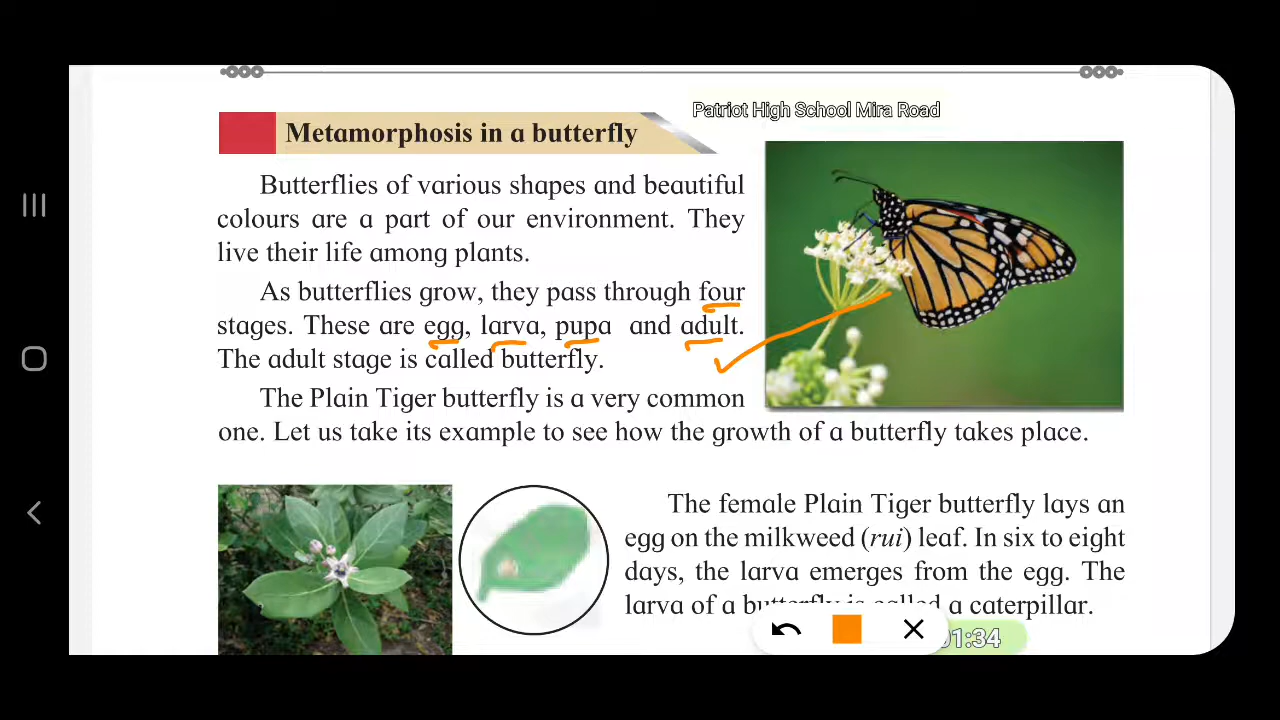 Patriot High School Mira Road
Metamorphosis in a butterfly
Butterflies of various shapes and beautiful
colours are a part of our environment. They
live their life among plants.
As butterflies grow, they pass through four
stages. These are egg, larva, pupa and adult.
The adult stage is called butterfly.
The Plain Tiger butterfly is a very common
one. Let us take its example to see how the growth of a butterfly takes place.
The female Plain Tiger butterfly lays an
egg on the milkweed (rui) leaf. In six to eight
days, the larva emerges from the egg. The
larva of a butterfly is called a caterpillar.
01:34